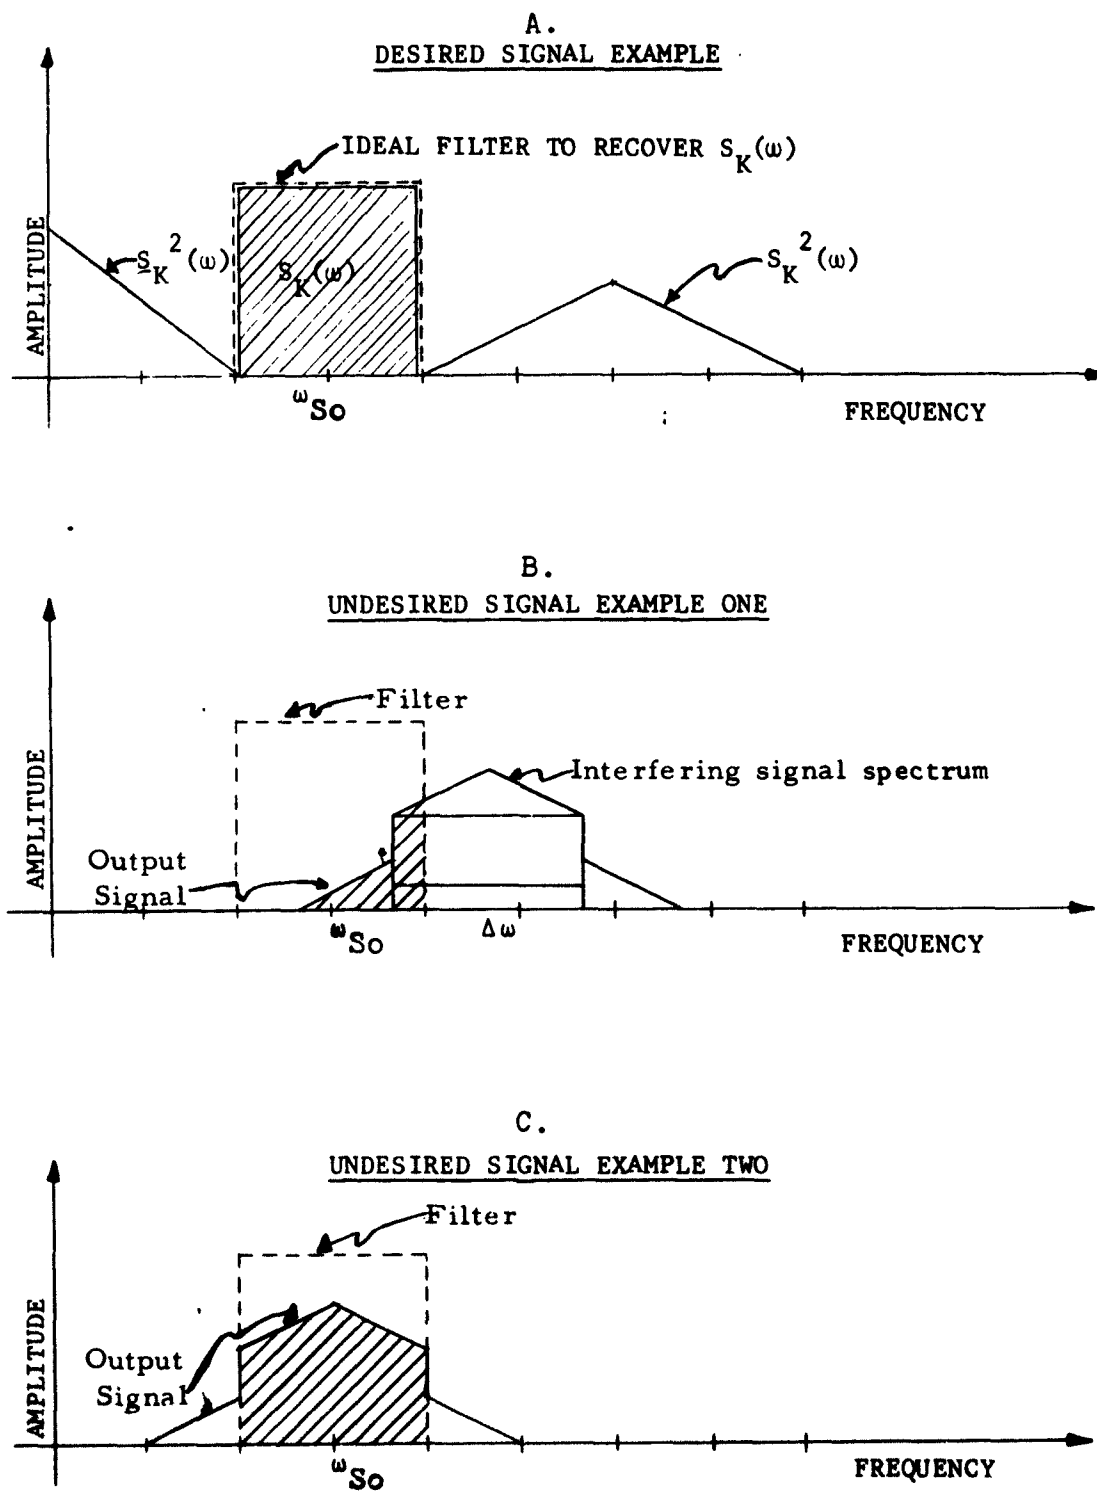 A.
DESIRED SIGNAL EXAMPLE
IDEAL FILTER TO RECOVER S_K(ω)
AMPLITUDE
S_K^2(ω)
S_K(ω)
S_K^2(ω)
ω_So
FREQUENCY
B.
UNDESIRED SIGNAL EXAMPLE ONE
Filter
AMPLITUDE
Interfering signal spectrum
Output
Signal
ω_So
Δω
FREQUENCY
C.
UNDESIRED SIGNAL EXAMPLE TWO
Filter
AMPLITUDE
Output
Signal
ω_So
FREQUENCY